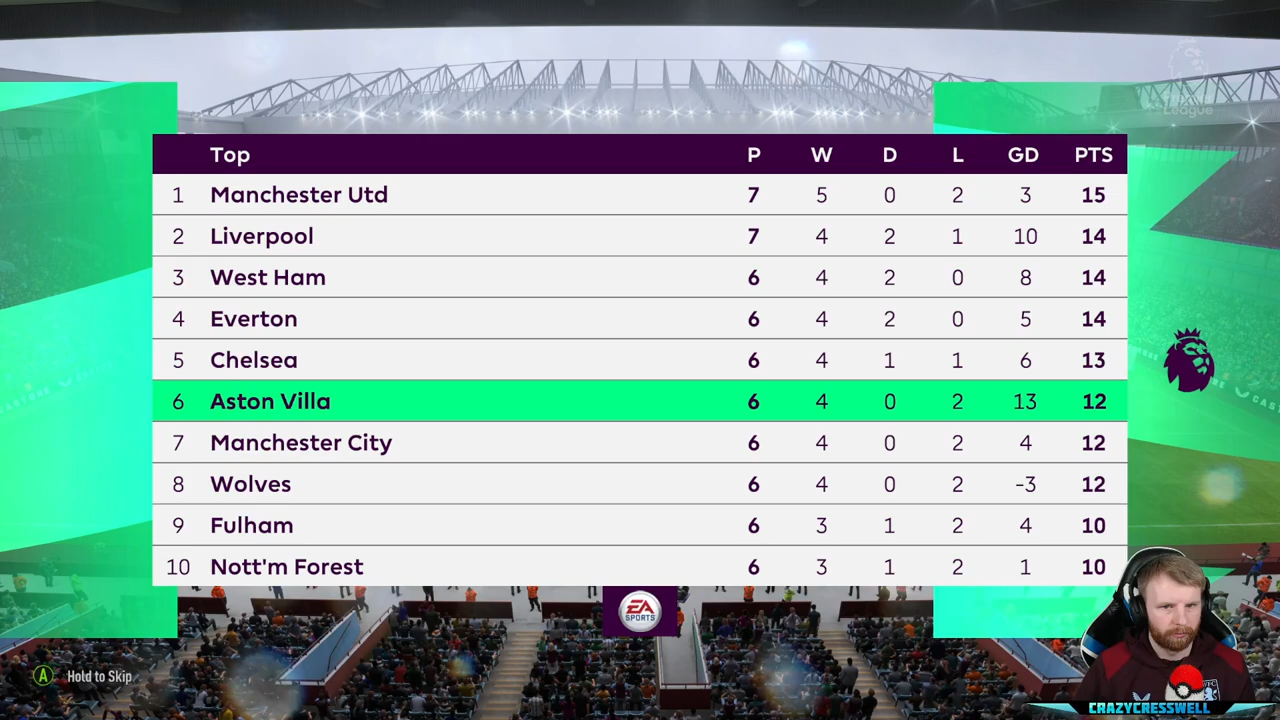 League
Top P W D L GD PTS
1 Manchester Utd 7 5 0 2 3 15
2 Liverpool 7 4 2 1 10 14
3 West Ham 6 4 2 0 8 14
4 Everton 6 4 2 0 5 14
5 Chelsea 6 4 1 1 6 13
6 Aston Villa 6 4 0 2 13 12
7 Manchester City 6 4 0 2 4 12
8 Wolves 6 4 0 2 -3 12
9 Fulham 6 3 1 2 4 10
10 Nott'm Forest 6 3 1 2 1 10
EA
SPORTS
A Hold to Skip
CRAZYCRESSWELL